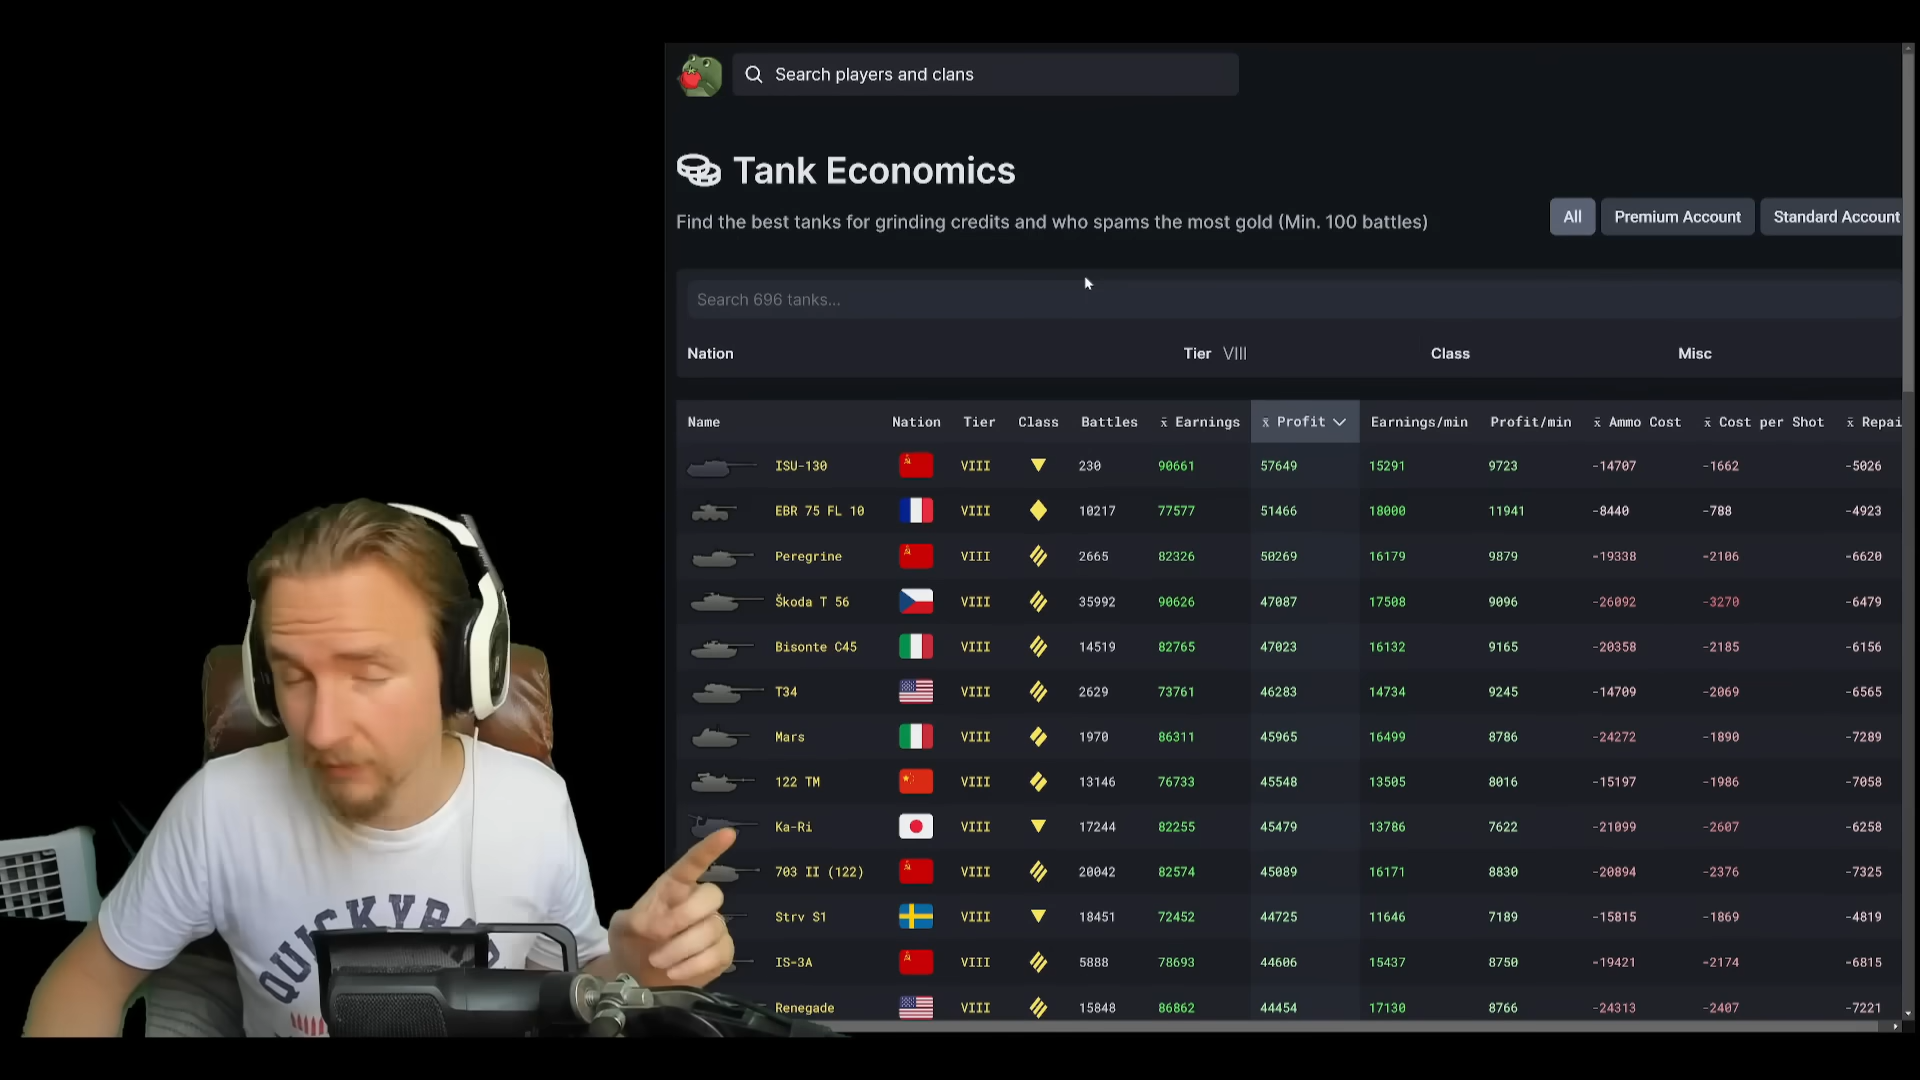 Search players and clans
Tank Economics
Find the best tanks for grinding credits and who spams the most gold (Min. 100 battles)
All Premium Account Standard Account
Search 696 tanks...
Nation Tier VIII Class Misc
Name Nation Tier Class Battles x̄ Earnings x̄ Profit Earnings/min Profit/min x̄ Ammo Cost x̄ Cost per Shot x̄ Repai
ISU-130 VIII 230 90661 57649 15291 9723 -14707 -1662 -5026
EBR 75 FL 10 VIII 10217 77577 51466 18000 11941 -8440 -788 -4923
Peregrine VIII 2665 82326 50269 16179 9879 -19338 -2106 -6620
Škoda T 56 VIII 35992 90626 47087 17508 9096 -26092 -3270 -6479
Bisonte C45 VIII 14519 82765 47023 16132 9165 -20358 -2185 -6156
T34 VIII 2629 73761 46283 14734 9245 -14709 -2069 -6565
Mars VIII 1970 86311 45965 16499 8786 -24272 -1890 -7289
122 TM VIII 13146 76733 45548 13505 8016 -15197 -1986 -7058
Ka-Ri VIII 17244 82255 45479 13786 7622 -21099 -2607 -6258
703 II (122) VIII 20042 82574 45089 16171 8830 -20894 -2376 -7325
Strv S1 VIII 18451 72452 44725 11646 7189 -15815 -1869 -4819
IS-3A VIII 5888 78693 44606 15437 8750 -19421 -2174 -6815
Renegade VIII 15848 86862 44454 17130 8766 -24313 -2407 -7221